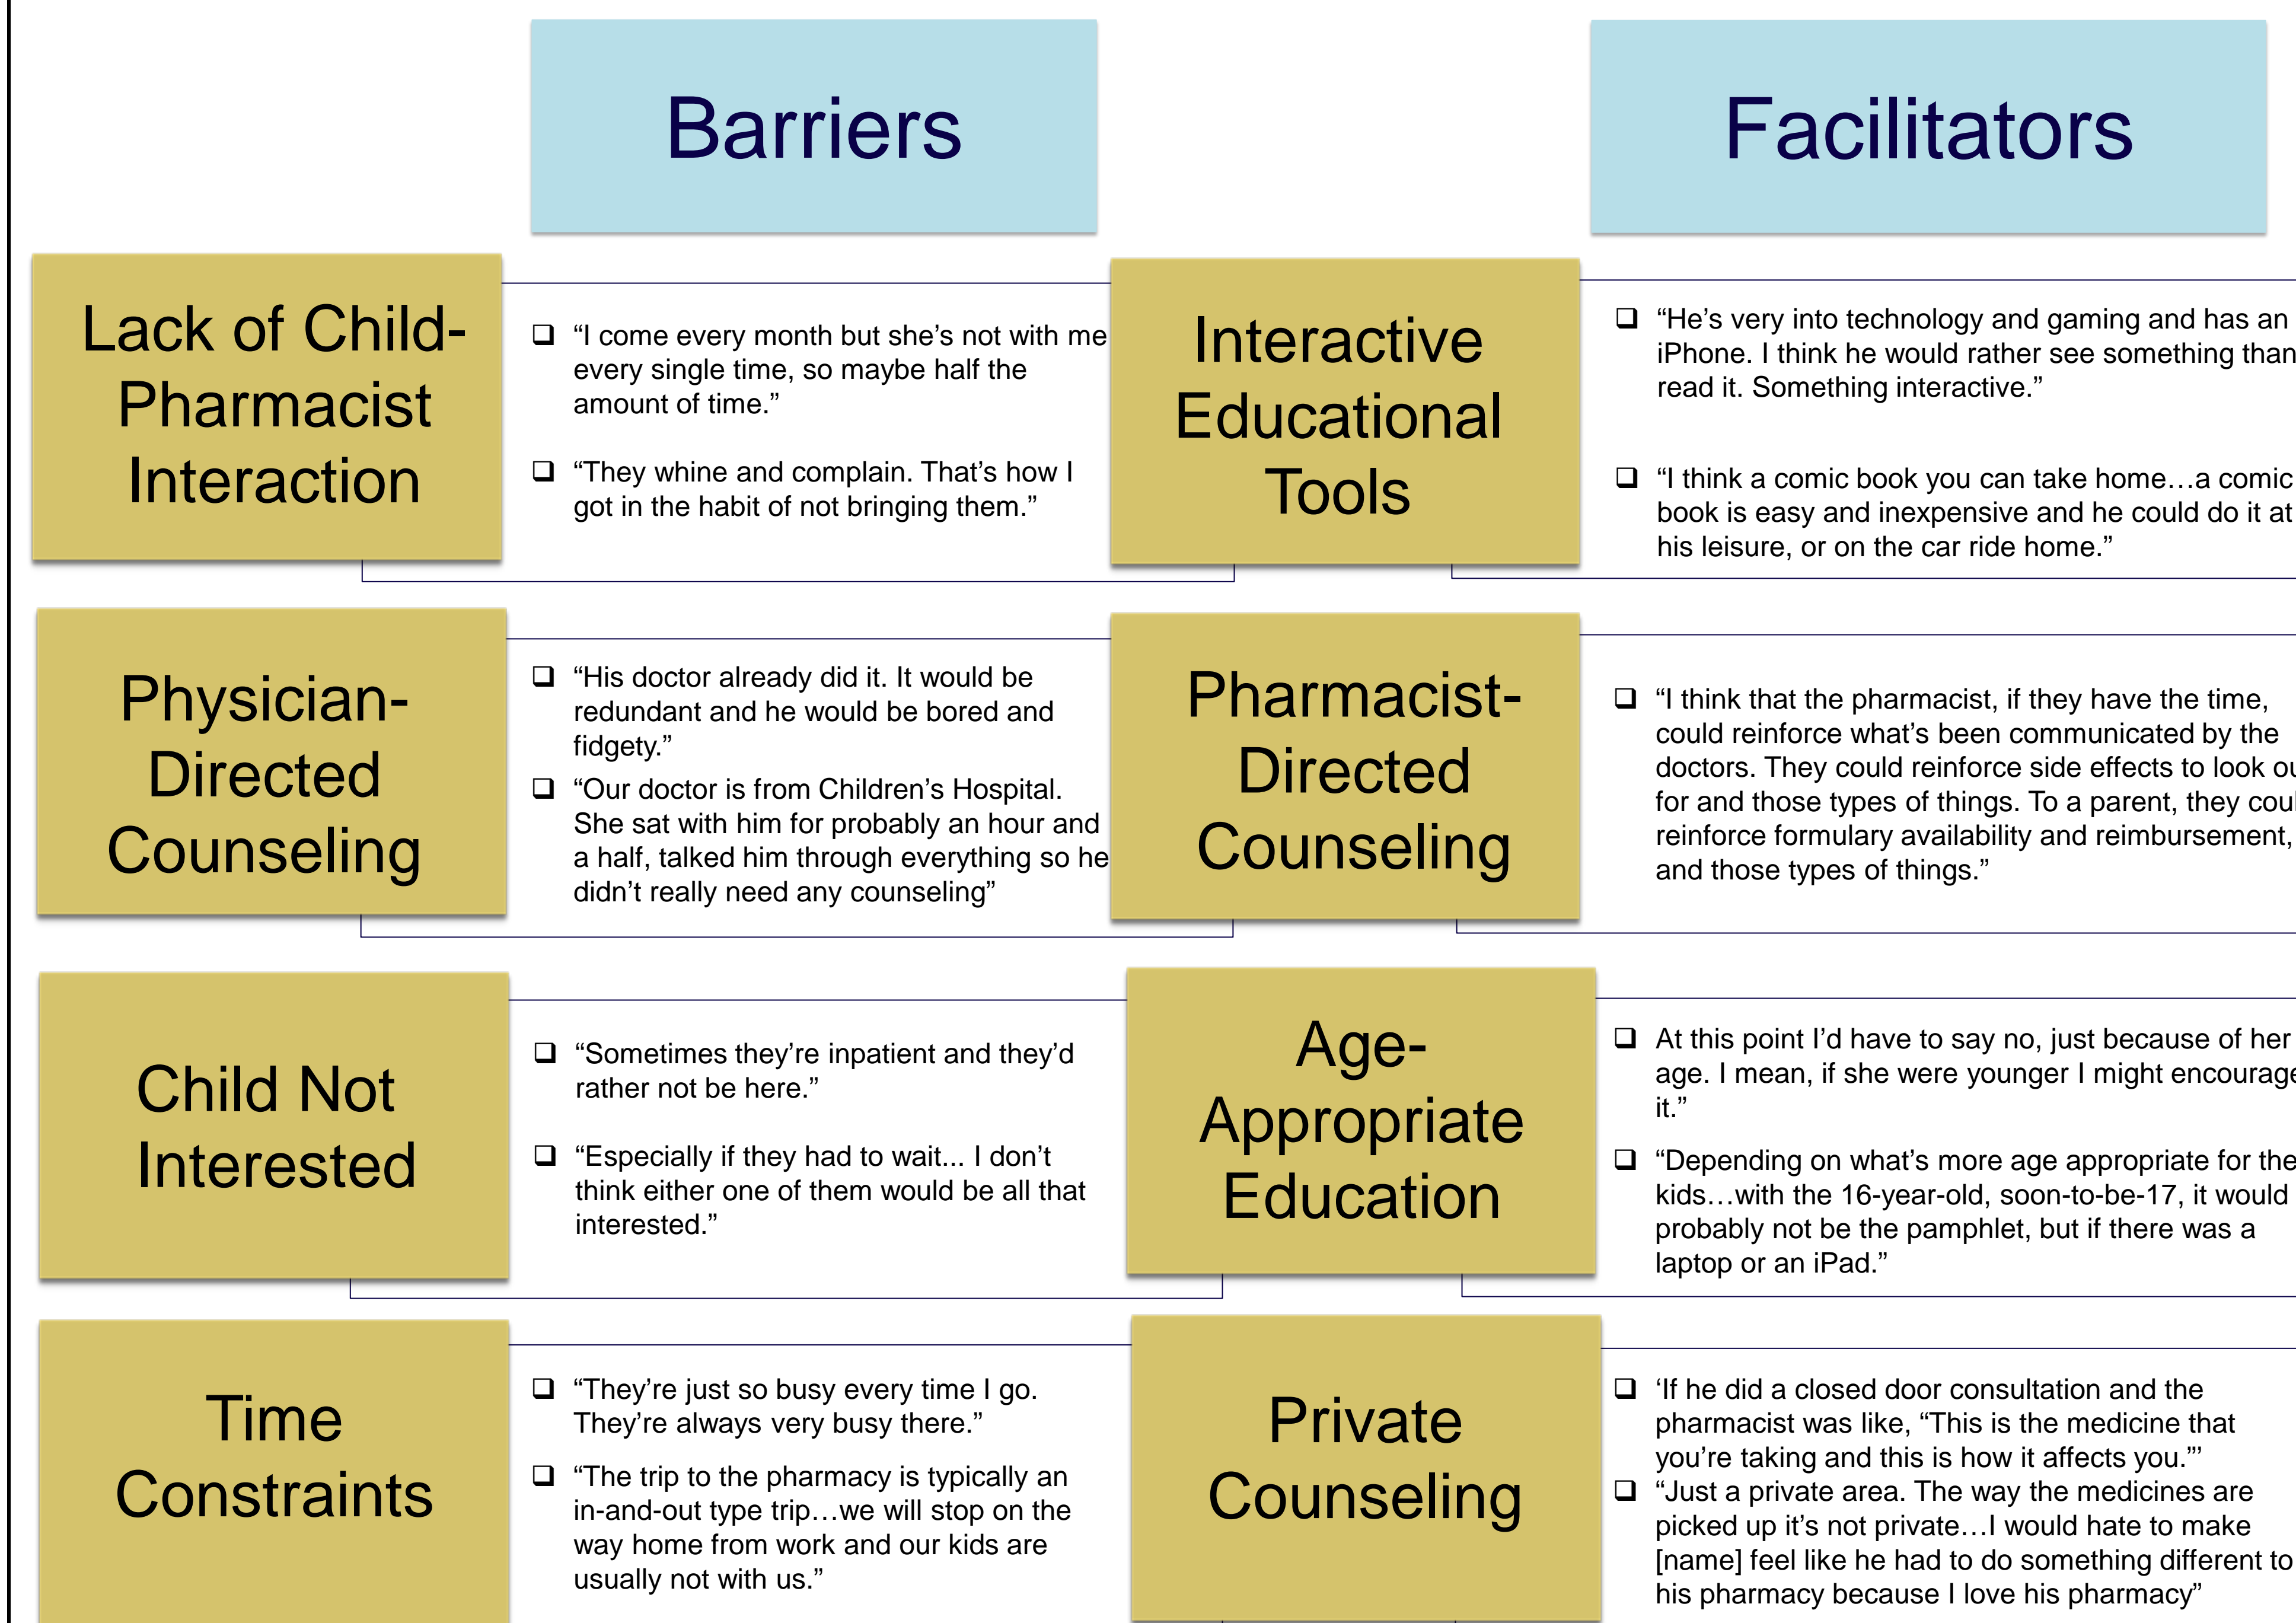 Barriers
Facilitators
Lack of Child-
Pharmacist
Interaction
❑ “I come every month but she’s not with me
every single time, so maybe half the
amount of time.”
❑ “They whine and complain. That’s how I
got in the habit of not bringing them.”
Interactive
Educational
Tools
❑ “He’s very into technology and gaming and has an
iPhone. I think he would rather see something than
read it. Something interactive.”
❑ “I think a comic book you can take home…a comic
book is easy and inexpensive and he could do it at
his leisure, or on the car ride home.”
Physician-
Directed
Counseling
❑ “His doctor already did it. It would be
redundant and he would be bored and
fidgety.”
❑ “Our doctor is from Children’s Hospital.
She sat with him for probably an hour and
a half, talked him through everything so he
didn’t really need any counseling”
Pharmacist-
Directed
Counseling
❑ “I think that the pharmacist, if they have the time,
could reinforce what’s been communicated by the
doctors. They could reinforce side effects to look
for and those types of things. To a parent, they
reinforce formulary availability and reimbursement,
and those types of things.”
Child Not
Interested
❑ “Sometimes they’re inpatient and they’d
rather not be here.”
❑ “Especially if they had to wait... I don’t
think either one of them would be all that
interested.”
Age-
Appropriate
Education
❑ At this point I’d have to say no, just because of her
age. I mean, if she were younger I might encourage
it.”
❑ “Depending on what’s more age appropriate for the
kids…with the 16-year-old, soon-to-be-17, it would
probably not be the pamphlet, but if there was a
laptop or an iPad.”
Time
Constraints
❑ “They’re just so busy every time I go.
They’re always very busy there.”
❑ “The trip to the pharmacy is typically an
in-and-out type trip…we will stop on the
way home from work and our kids are
usually not with us.”
Private
Counseling
❑ ‘If he did a closed door consultation and the
pharmacist was like, “This is the medicine that
you’re taking and this is how it affects you.”’
❑ “Just a private area. The way the medicines are
picked up it’s not private…I would hate to make
[name] feel like he had to do something different to
his pharmacy because I love his pharmacy”